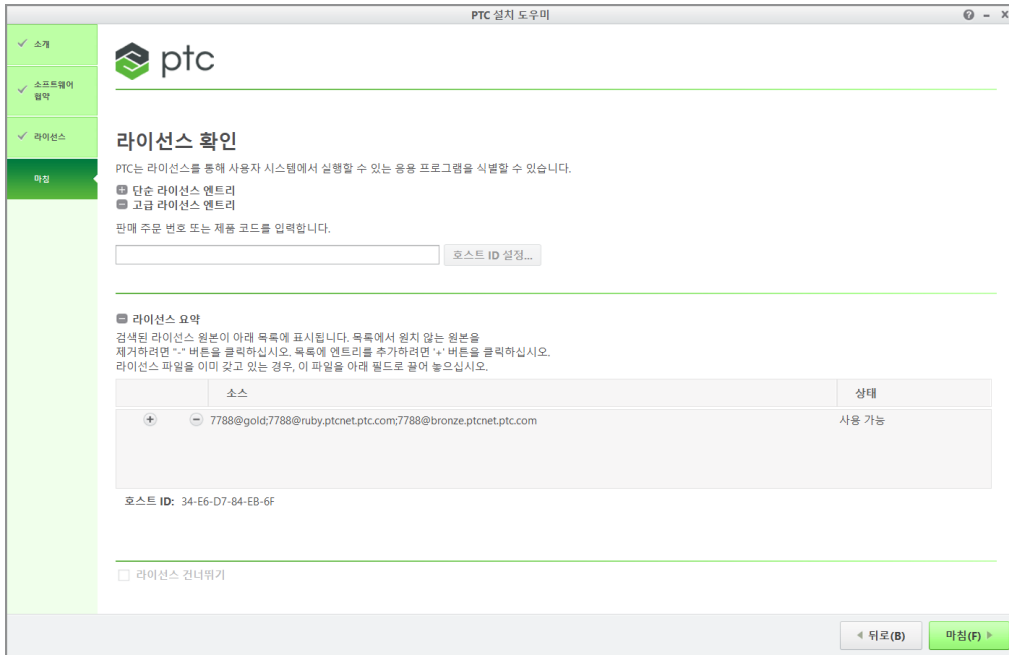 PTC 설치 도우미
소개
소프트웨어
협약
라이선스
마침
ptc
라이선스 확인
PTC는 라이선스를 통해 사용자 시스템에서 실행할 수 있는 응용 프로그램을 식별할 수 있습니다.
단순 라이선스 엔트리
고급 라이선스 엔트리
판매 주문 번호 또는 제품 코드를 입력합니다.
호스트 ID 설정...
라이선스 요약
검색된 라이선스 원본이 아래 목록에 표시됩니다. 목록에서 원치 않는 원본을
제거하려면 "-" 버튼을 클릭하십시오. 목록에 엔트리를 추가하려면 '+' 버튼을 클릭하십시오.
라이선스 파일을 이미 갖고 있는 경우, 이 파일을 아래 필드로 끌어 놓으십시오.
소스 상태
7788@gold;7788@ruby.ptcnet.ptc.com;7788@bronze.ptcnet.ptc.com 사용 가능
호스트 ID: 34-E6-D7-84-EB-6F
라이선스 건너뛰기
뒤로(B) 마침(F)